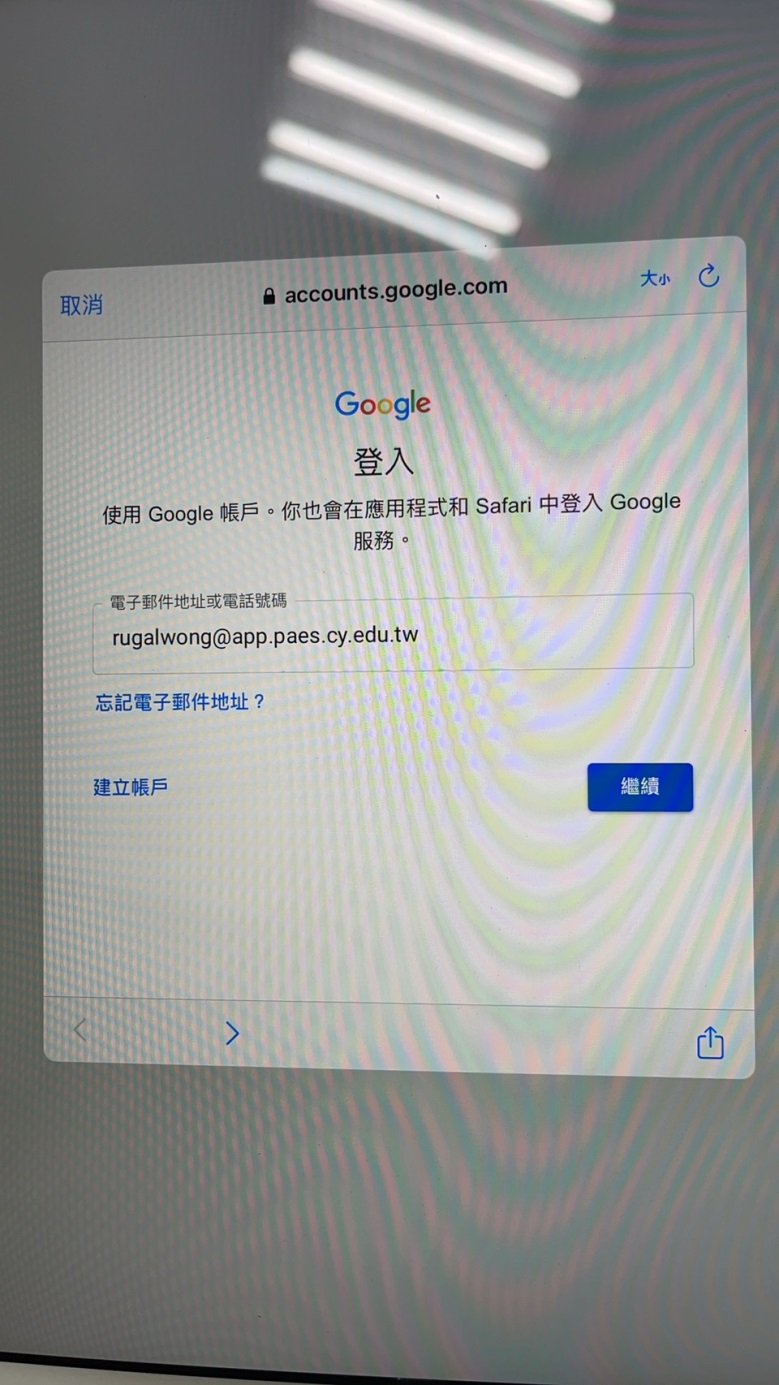 取消
accounts.google.com
大小
Google
登入
使用 Google 帳戶。你也會在應用程式和 Safari 中登入 Google
服務。
電子郵件地址或電話號碼
rugalwong@app.paes.cy.edu.tw
忘記電子郵件地址？
建立帳戶
繼續